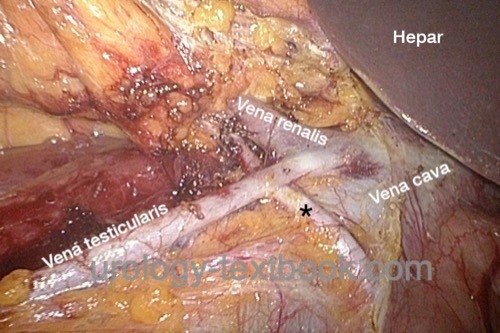 Hepar
Vena renalis
Vena cava
Vena testicularis
*
urology-textbook.com